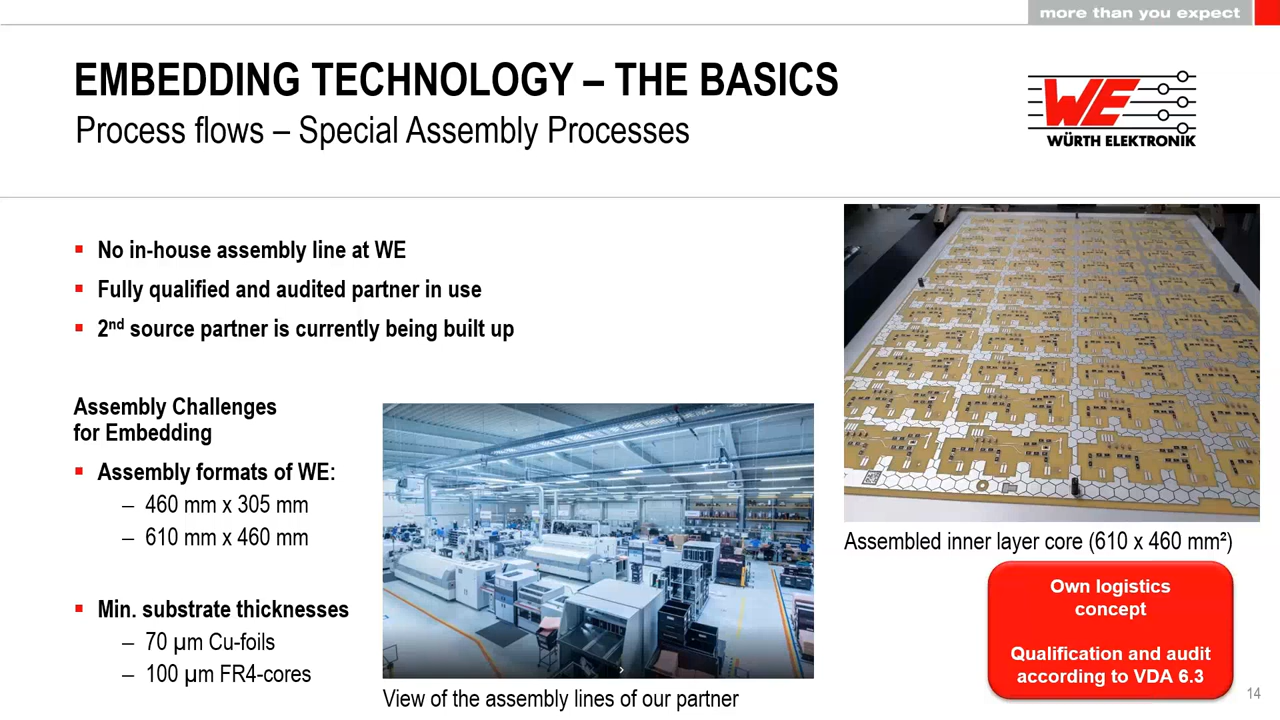 more than you expect
EMBEDDING TECHNOLOGY – THE BASICS
Process flows – Special Assembly Processes
WE
WÜRTH ELEKTRONIK
▪ No in-house assembly line at WE
▪ Fully qualified and audited partner in use
▪ 2nd source partner is currently being built up
Assembly Challenges
for Embedding
▪ Assembly formats of WE:
– 460 mm x 305 mm
– 610 mm x 460 mm
▪ Min. substrate thicknesses
– 70 µm Cu-foils
– 100 µm FR4-cores
View of the assembly lines of our partner
Assembled inner layer core (610 x 460 mm²)
Own logistics
concept
Qualification and audit
according to VDA 6.3
14